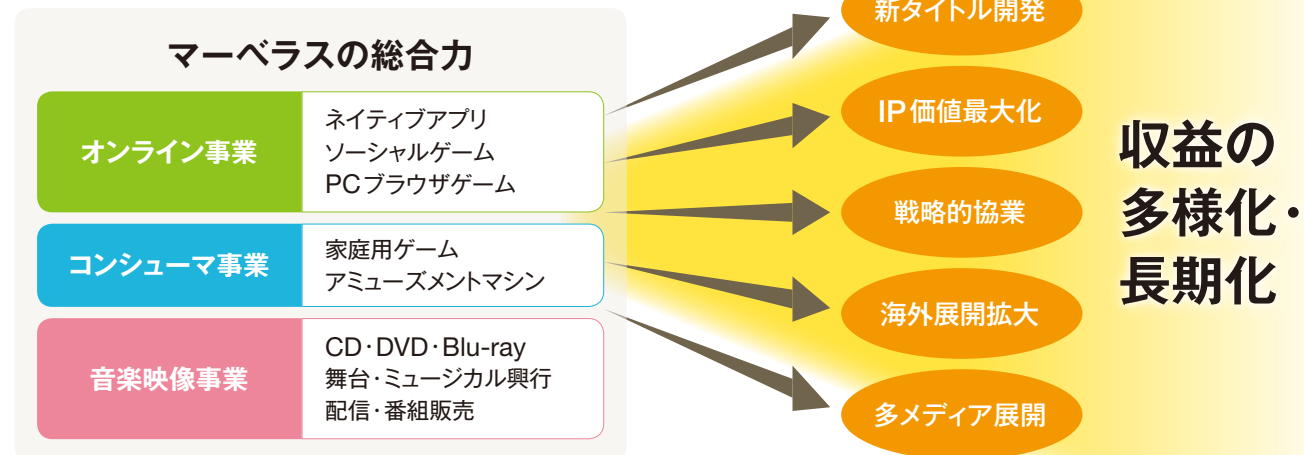 マーベラスの総合力
オンライン事業
ネイティブアプリ
ソーシャルゲーム
PCブラウザゲーム
コンシューマ事業
家庭用ゲーム
アミューズメントマシン
音楽映像事業
CD・DVD・Blu-ray
舞台・ミュージカル興行
配信・番組販売
新タイトル開発
IP価値最大化
戦略的協業
海外展開拡大
多メディア展開
収益の
多様化・
長期化